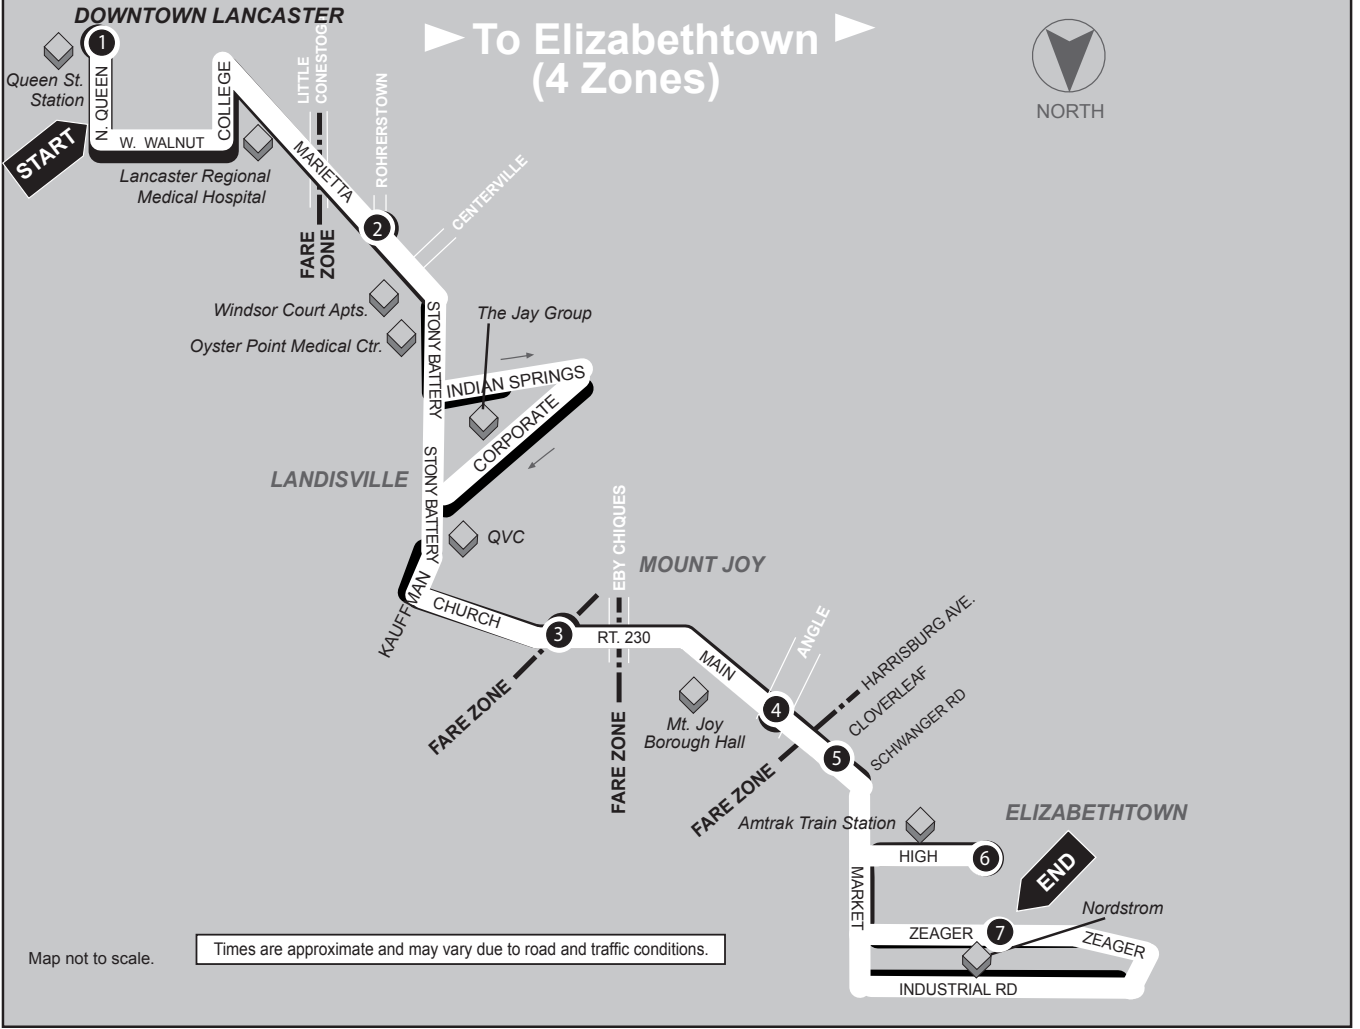 DOWNTOWN LANCASTER
1
Queen St.
Station
N. QUEEN
START
W. WALNUT
COLLEGE
Lancaster Regional
Medical Hospital
LITTLE
CONESTOG
To Elizabethtown
(4 Zones)
NORTH
MARIETTA
ROHRERSTOWN
2
CENTERVILLE
FARE
ZONE
Windsor Court Apts.
Oyster Point Medical Ctr.
The Jay Group
STONY BATTERY
INDIAN SPRINGS
CORPORATE
LANDISVILLE
STONY BATTERY
QVC
KAUFFMAN
CHURCH
3
FARE ZONE
EBY CHIQUES
MOUNT JOY
RT. 230
FARE ZONE
MAIN
Mt. Joy
Borough Hall
ANGLE
4
HARRISBURG AVE.
FARE ZONE
CLOVERLEAF
5
SCHWANGER RD
Amtrak Train Station
ELIZABETHTOWN
HIGH
6
END
MARKET
Nordstrom
ZEAGER
7
ZEAGER
INDUSTRIAL RD
Times are approximate and may vary due to road and traffic conditions.
Map not to scale.